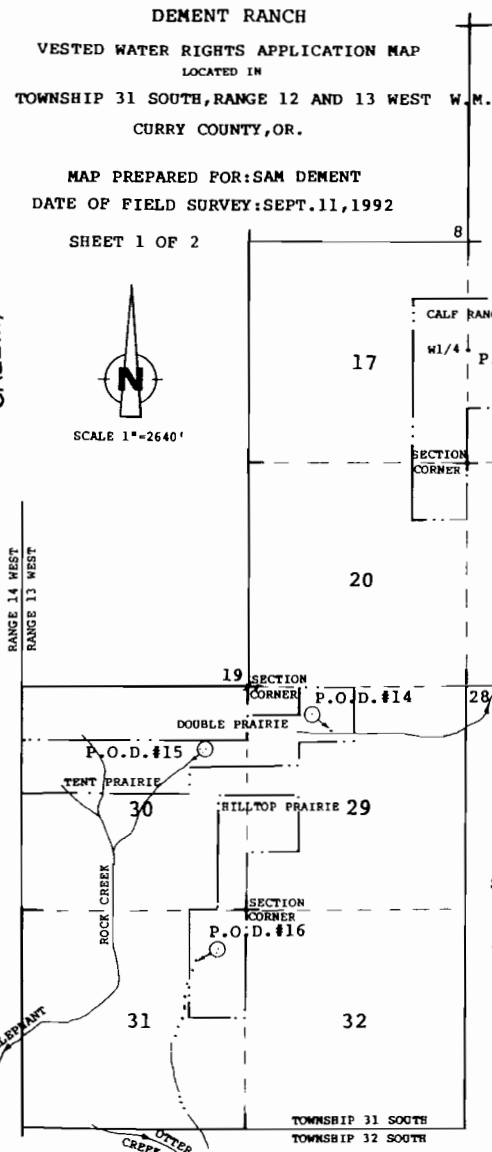 DEMENT RANCH
VESTED WATER RIGHTS APPLICATION MAP
LOCATED IN
TOWNSHIP 31 SOUTH,RANGE 12 AND 13 WEST W.M.
CURRY COUNTY,OR.
MAP PREPARED FOR:SAM DEMENT
DATE OF FIELD SURVEY:SEPT.11,1992
SHEET 1 OF 2
8
CALF RANC
17
W1/4
P.
N
SCALE 1"=2640'
SECTION
CORNER
RANGE 14 WEST
RANGE 13 WEST
20
19
SECTION
CORNER
P.O.D.#14
28
DOUBLE PRAIRIE
P.O.D.#15
TENT PRAIRIE
30
HILLTOP PRAIRIE
29
ROCK CREEK
SECTION
CORNER
P.O.D.#16
31
32
ELEPHANT
TOWNSHIP 31 SOUTH
TOWNSHIP 32 SOUTH
OTTER
CREEK